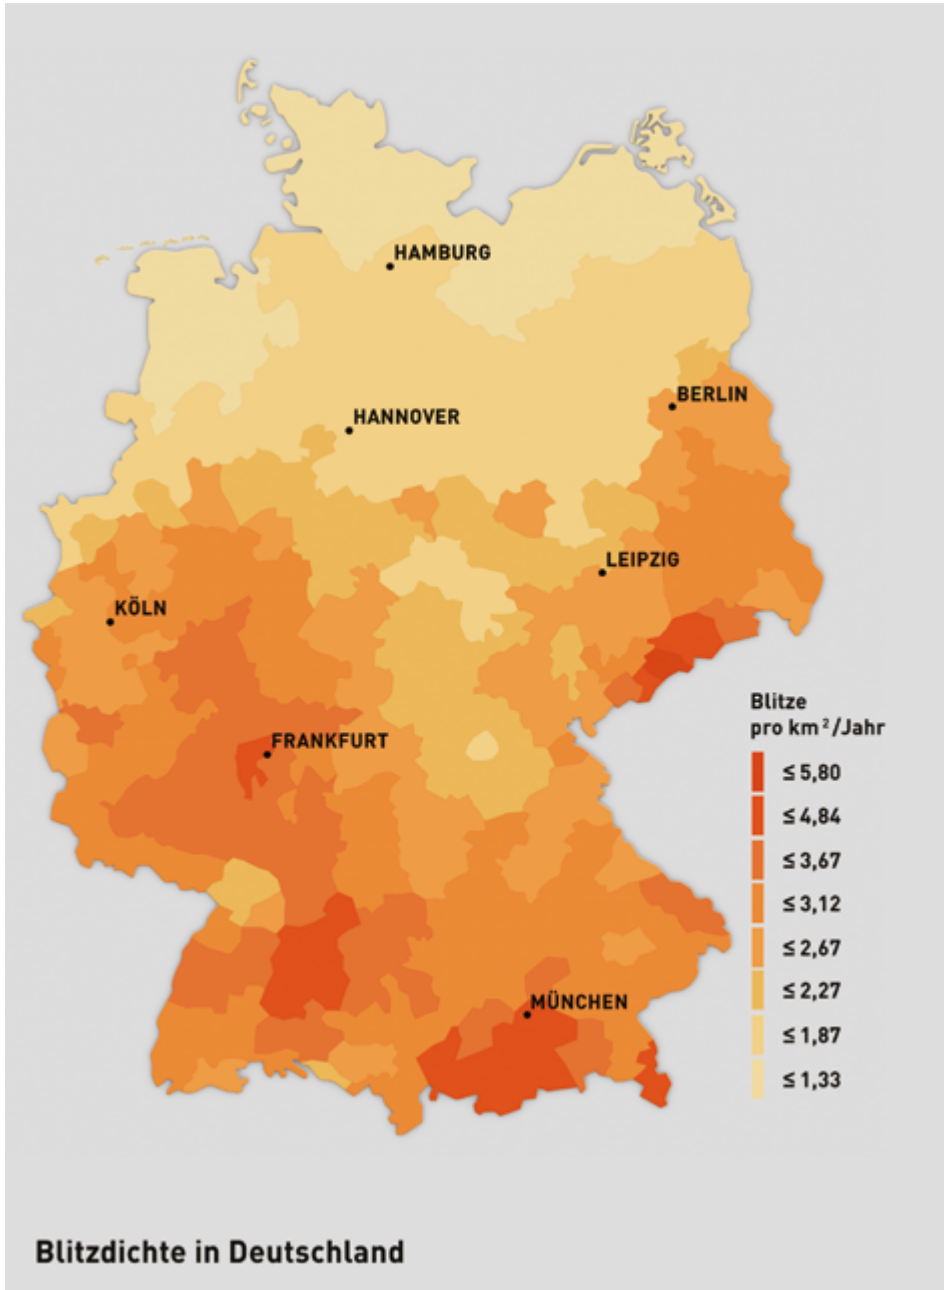 HAMBURG
BERLIN
HANNOVER
LEIPZIG
KÖLN
Blitze
pro km²/Jahr
FRANKFURT
≤ 5,80
≤ 4,84
≤ 3,67
≤ 3,12
≤ 2,67
≤ 2,27
MÜNCHEN
≤ 1,87
≤ 1,33
Blitzdichte in Deutschland